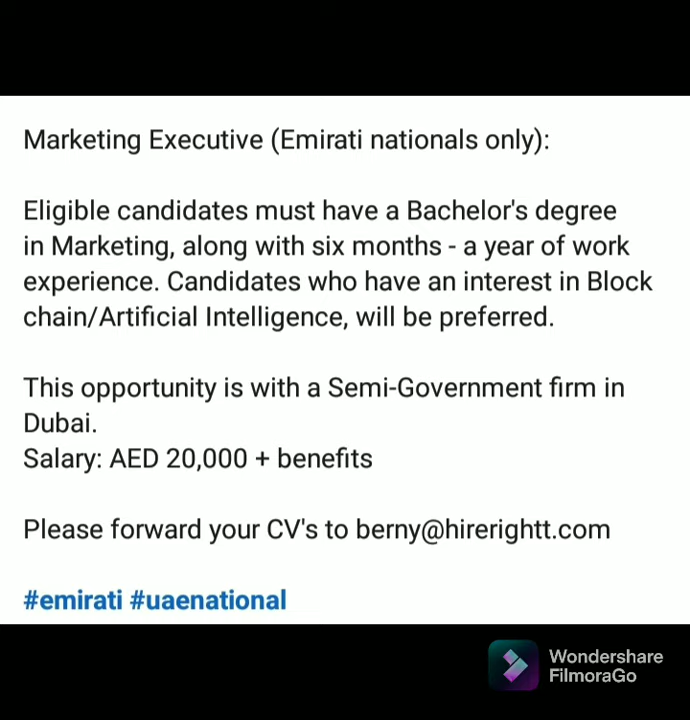 Marketing Executive (Emirati nationals only):
Eligible candidates must have a Bachelor's degree
in Marketing, along with six months - a year of work
experience. Candidates who have an interest in Block
chain/Artificial Intelligence, will be preferred.
This opportunity is with a Semi-Government firm in
Dubai.
Salary: AED 20,000 + benefits
Please forward your CV's to berny@hirerightt.com
#emirati #uaenational
Wondershare
FilmoraGo